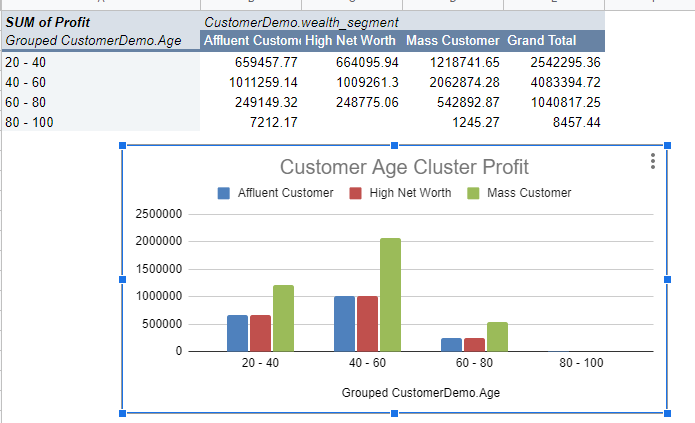 SUM of Profit CustomerDemo.wealth_segment
Grouped CustomerDemo.Age Affluent Custom High Net Worth Mass Customer Grand Total
20 - 40 659457.77 664095.94 1218741.65 2542295.36
40 - 60 1011259.14 1009261.3 2062874.28 4083394.72
60 - 80 249149.32 248775.06 542892.87 1040817.25
80 - 100 7212.17 1245.27 8457.44
Customer Age Cluster Profit
Affluent Customer High Net Worth Mass Customer
2500000
2000000
1500000
1000000
500000
0
20 - 40 40 - 60 60 - 80 80 - 100
Grouped CustomerDemo.Age